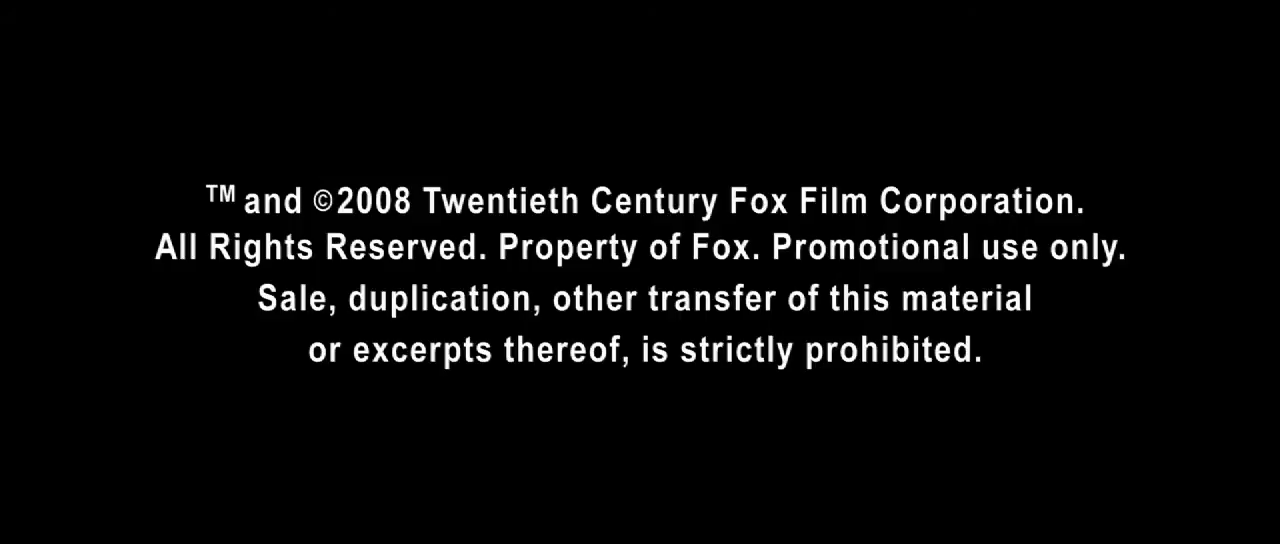 ™ and ©2008 Twentieth Century Fox Film Corporation.
All Rights Reserved. Property of Fox. Promotional use only.
Sale, duplication, other transfer of this material
or excerpts thereof, is strictly prohibited.